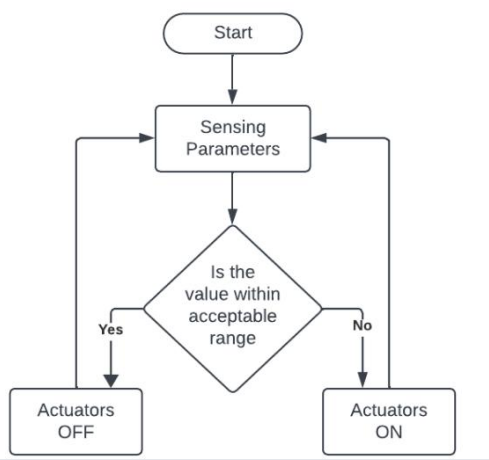 Start
Sensing
Parameters
Is the
value within
acceptable
range
Yes
No
Actuators
OFF
Actuators
ON